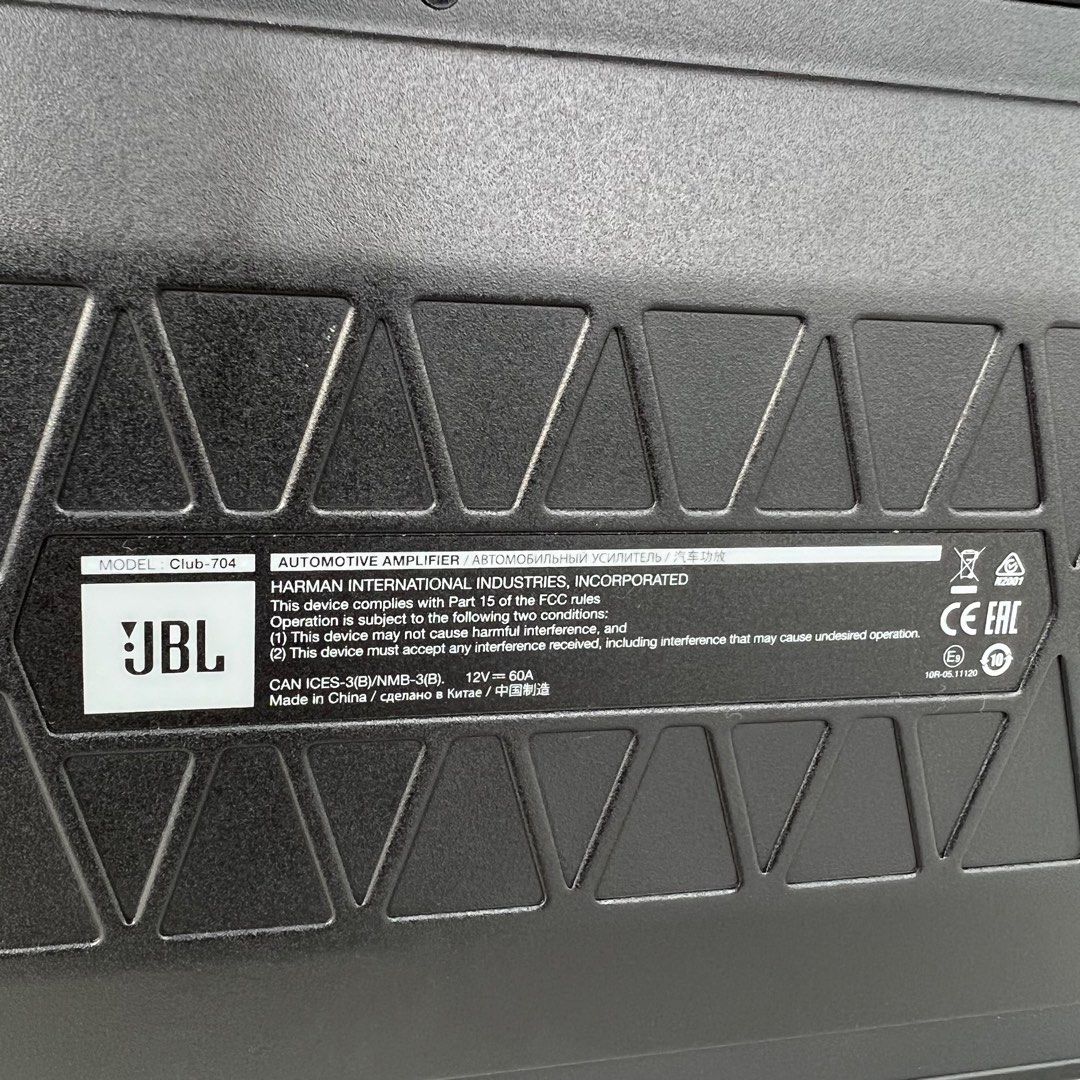 MODEL : Club-704
AUTOMOTIVE AMPLIFIER / АВТОМОБИЛЬНЫЙ УСИЛИТЕЛЬ / 汽车功放
JBL
HARMAN INTERNATIONAL INDUSTRIES, INCORPORATED
This device complies with Part 15 of the FCC rules
Operation is subject to the following two conditions:
(1) This device may not cause harmful interference, and
(2) This device must accept any interference received, including interference that may cause undesired operation.
CAN ICES-3(B)/NMB-3(B). 12V⎓60A
Made in China / сделано в Китае / 中国制造
N2001
CE EAC
E9 10
10R-05.11120